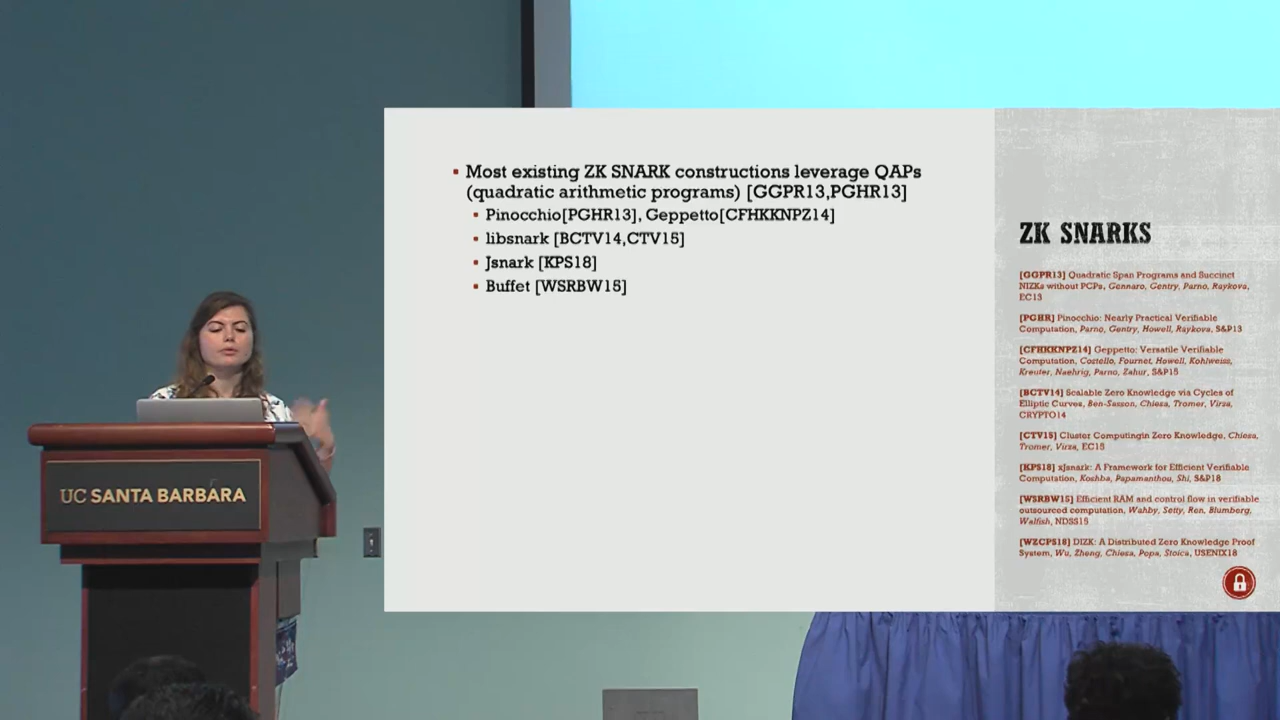 Most existing ZK SNARK constructions leverage QAPs
(quadratic arithmetic programs) [GGPR13,PGHR13]
Pinocchio[PGHR13], Geppetto[CFHKKNPZ14]
libsnark [BCTV14,CTV15]
Jsnark [KPS18]
Buffet [WSRBW15]
ZK SNARKS
[GGPR13] Quadratic Span Programs and Succinct
NIZKs without PCPs, Gennaro, Gentry, Parno, Raykova,
EC13
[PGHR] Pinocchio: Nearly Practical Verifiable
Computation, Parno, Gentry, Howell, Raykova, S&P13
[CFHKKNPZ14] Geppetto: Versatile Verifiable
Computation, Costello, Fournet, Howell, Kohlweiss,
Kreuter, Naehrig, Parno, Zahur, S&P15
[BCTV14] Scalable Zero Knowledge via Cycles of
Elliptic Curves, Ben-Sasson, Chiesa, Tromer, Virza,
CRYPTO14
[CTV15] Cluster Computingin Zero Knowledge, Chiesa,
Tromer, Virza, EC15
[KPS18] xJsnark: A Framework for Efficient Verifiable
Computation, Kosba, Papamanthou, Shi, S&P18
[WSRBW15] Efficient RAM and control flow in verifiable
outsourced computation, Wahby, Setty, Ren, Blumberg,
Walfish, NDSS15
[WZCPS18] DIZK: A Distributed Zero Knowledge Proof
System, Wu, Zheng, Chiesa, Popa, Stoica, USENIX18
UC SANTA BARBARA